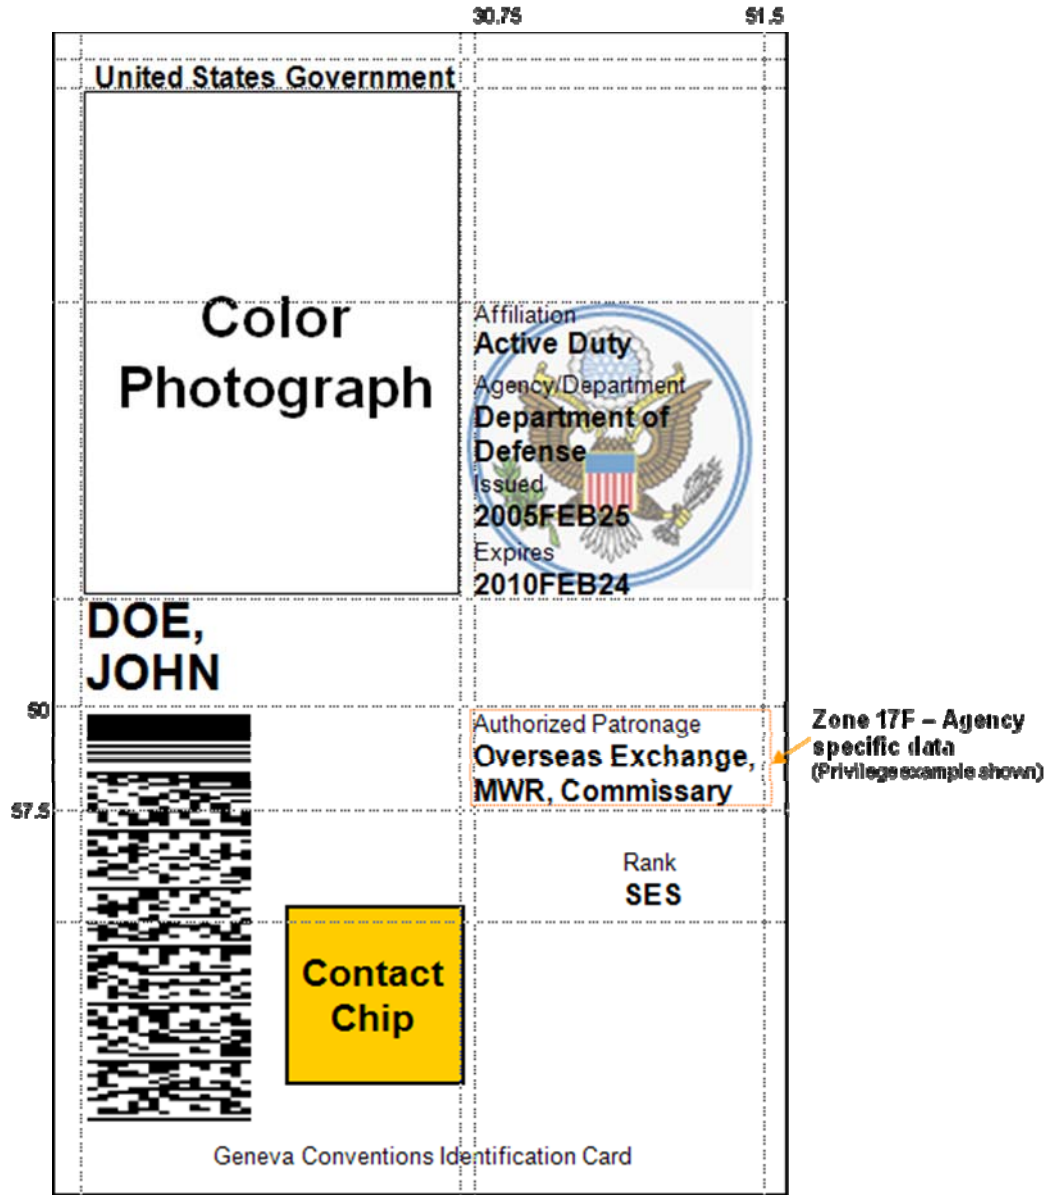 30.75
51.5
United States Government
Color
Photograph
Affiliation
Active Duty
Agency/Department
Department of
Defense
Issued
2005FEB25
Expires
2010FEB24
DOE,
JOHN
50
Authorized Patronage
Overseas Exchange,
MWR, Commissary
Zone 17F – Agency
specific data
(Privilege example shown)
57.5
Rank
SES
Contact
Chip
Geneva Conventions Identification Card